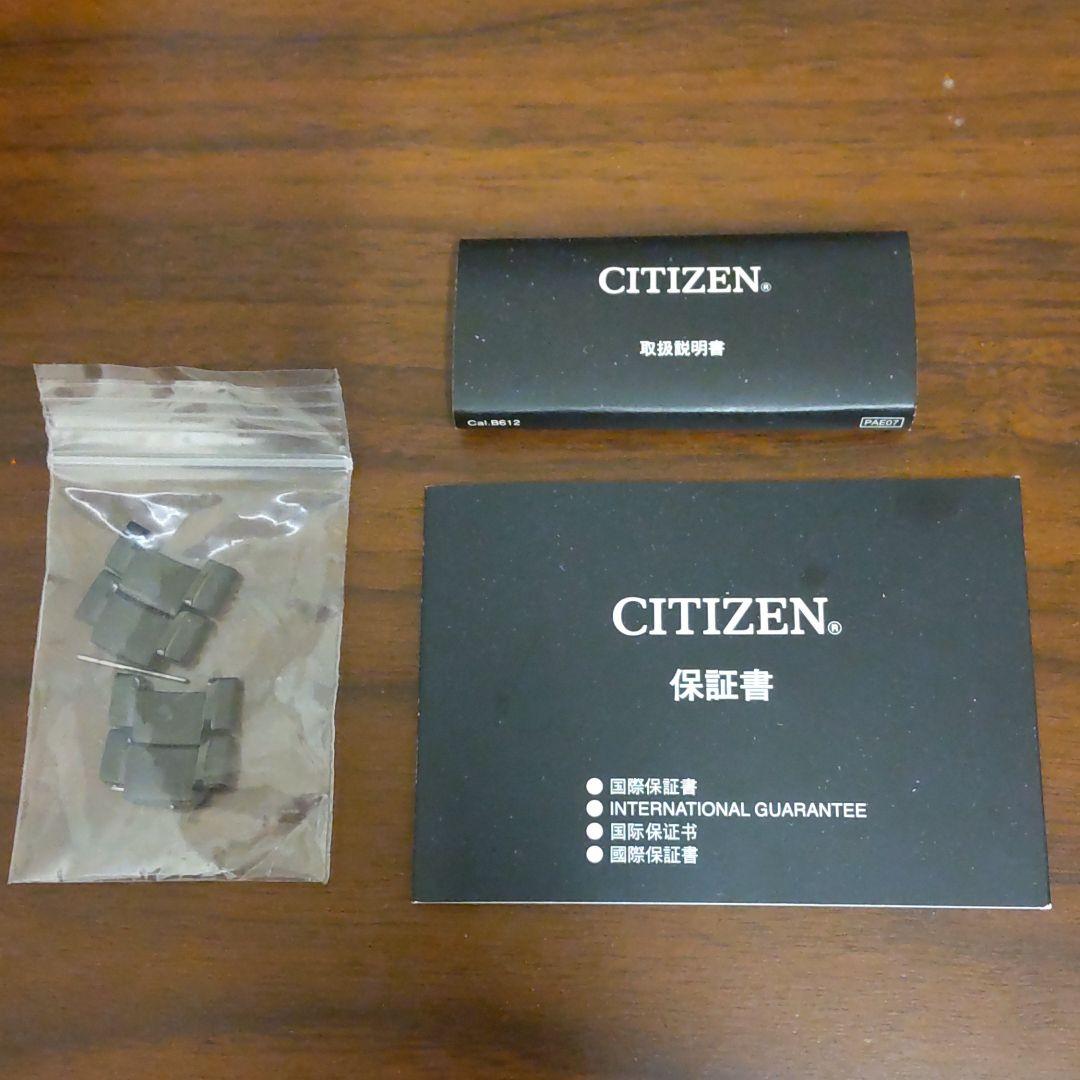 CITIZEN®
取扱説明書
Cal.B612
PAE07
CITIZEN®
保証書
● 国際保証書
● INTERNATIONAL GUARANTEE
● 国际保证书
● 國際保証書